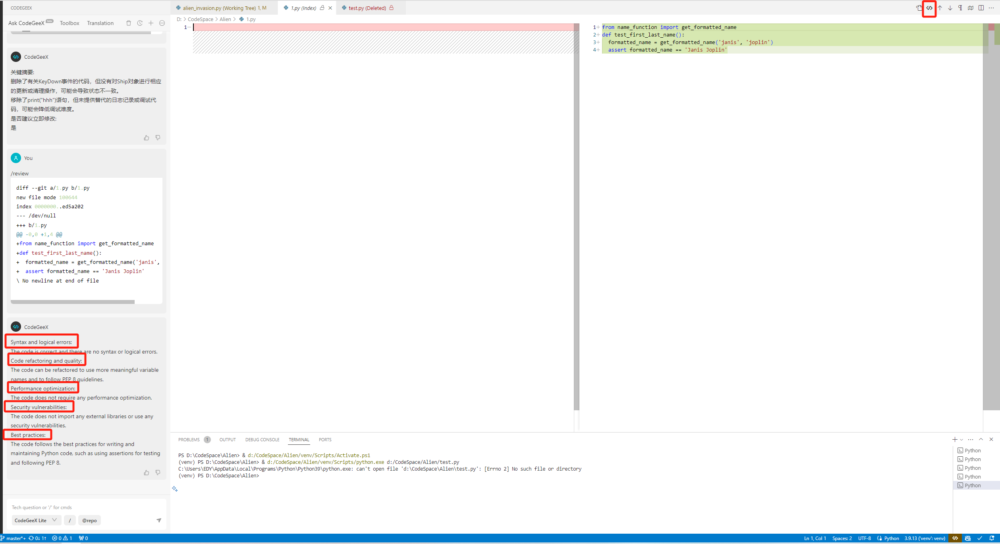 CODEGEEX
Ask CodeGeeX beta Toolbox Translation
CodeGeeX
关键摘要:
删除了有关KeyDown事件的代码，但没有对Ship对象进行相应
的更新或清理操作，可能会导致状态不一致。
移除了print("hhh")语句，但未提供替代的日志记录或调试代
码，可能会降低调试难度。
是否建议立即修改:
是
You
/review
diff --git a/1.py b/1.py
new file mode 100644
index 0000000..ed5a202
--- /dev/null
+++ b/1.py
@@ -0,0 +1,4 @@
+from name_function import get_formatted_name
+def test_first_last_name():
+  formatted_name = get_formatted_name('janis',
+  assert formatted_name == 'Janis Joplin'
\ No newline at end of file
CodeGeeX
Syntax and logical errors:
The code is correct and there are no syntax or logical errors.
Code refactoring and quality:
The code can be refactored to use more meaningful variable
names and to follow PEP 8 guidelines.
Performance optimization:
The code does not require any performance optimization.
Security vulnerabilities:
The code does not import any external libraries or use any
security vulnerabilities.
Best practices:
The code follows the best practices for writing and
maintaining Python code, such as using assertions for testing
and following PEP 8.
Tech question or '/' for cmds
CodeGeeX Lite / @repo
alien_invasion.py (Working Tree) 1, M 1.py (Index) test.py (Deleted)
D: > CodeSpace > Alien > 1.py
1−
1+ from name_function import get_formatted_name
2+ def test_first_last_name():
3+   formatted_name = get_formatted_name('janis', 'joplin')
4+   assert formatted_name == 'Janis Joplin'
PROBLEMS 1 OUTPUT DEBUG CONSOLE TERMINAL PORTS
PS D:\CodeSpace\Alien> & d:/CodeSpace/Alien/venv/Scripts/Activate.ps1
(venv) PS D:\CodeSpace\Alien> & d:/CodeSpace/Alien/venv/Scripts/python.exe d:/CodeSpace/Alien/test.py
C:\Users\EDY\AppData\Local\Programs\Python\Python39\python.exe: can't open file 'd:\CodeSpace\Alien\test.py': [Errno 2] No such file or directory
(venv) PS D:\CodeSpace\Alien>
Python
Python
Python
Python
Python
master*+ 0↓ 1↑ 0 1 0
Ln 1, Col 1 Spaces: 2 UTF-8 Python 3.9.13 ('venv': venv)